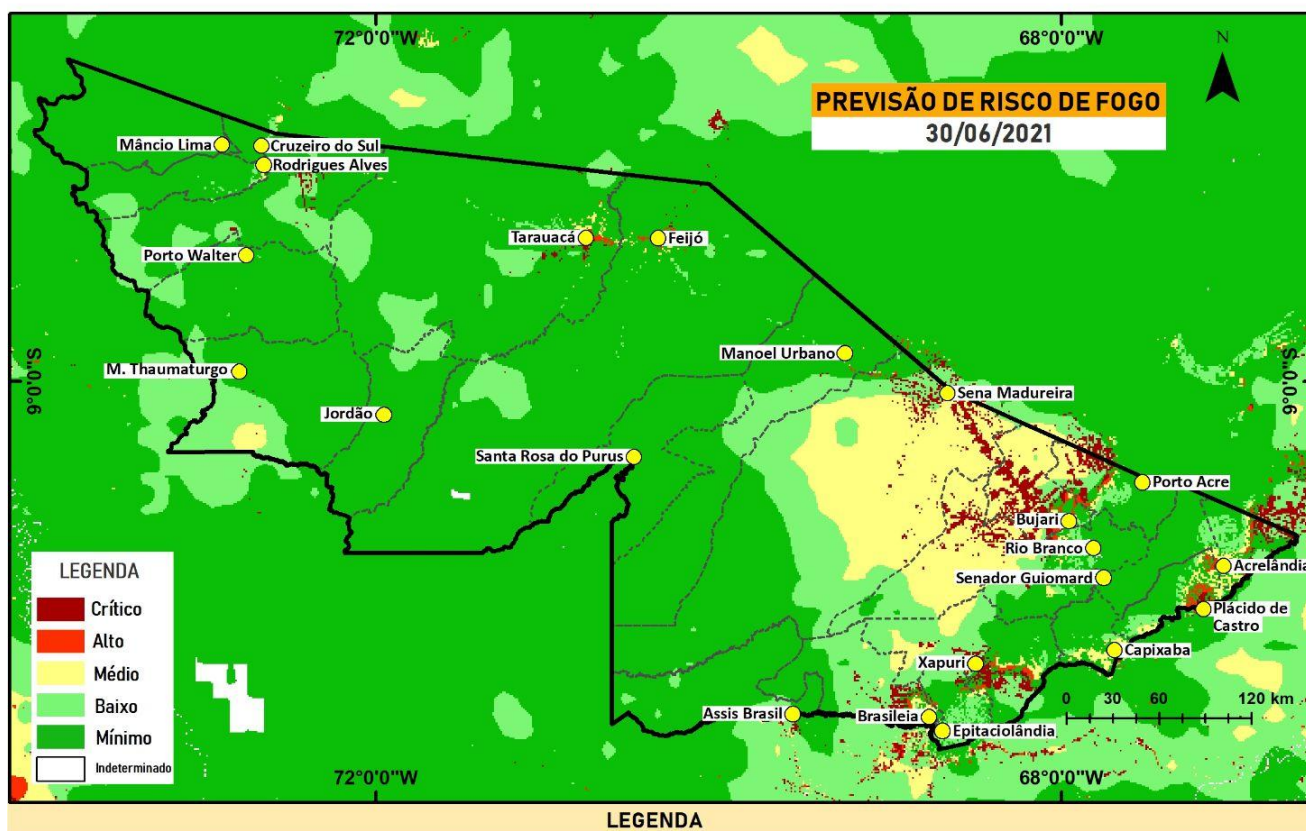 72°0'0"W
68°0'0"W
N
PREVISÃO DE RISCO DE FOGO
30/06/2021
Mâncio Lima
Cruzeiro do Sul
Rodrigues Alves
Tarauacá
Feijó
Porto Walter
Manoel Urbano
M. Thaumaturgo
9°0'0"S
9°0'0"S
Sena Madureira
Jordão
Santa Rosa do Purus
Porto Acre
Bujari
Rio Branco
Senador Guiomard
Acrelândia
Plácido de
Castro
Capixaba
Xapuri
Assis Brasil
Brasileia
Epitaciolândia
0 30 60 120 km
LEGENDA
Crítico
Alto
Médio
Baixo
Mínimo
Indeterminado
72°0'0"W
68°0'0"W
LEGENDA